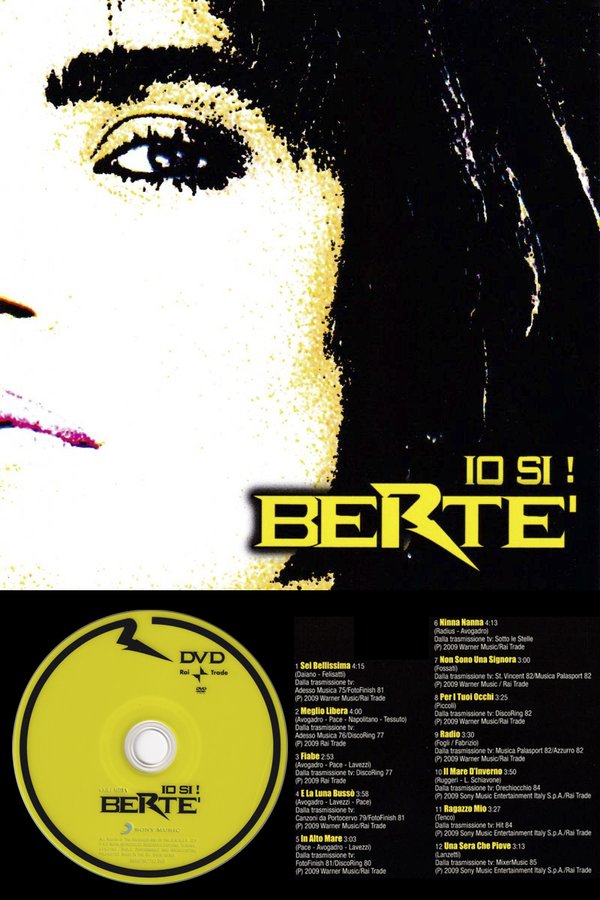 IO SI !
BERTE'
DVD
Rai Trade
DVD
COLUMBIA
IO SI !
BERTE'
SONY MUSIC
1 Sei Bellissima 4:15
(Daiano - Felisatti)
Dalla trasmissione tv:
Adesso Musica 75/FotoFinish 81
(P) 2009 Warner Music/Rai Trade
2 Meglio Libera 4:00
(Avogadro - Pace - Napolitano - Tessuto)
Dalla trasmissione tv:
Adesso Musica 76/DiscoRing 77
(P) 2009 Rai Trade
3 Fiabe 2:53
(Avogadro - Pace - Lavezzi)
Dalla trasmissione tv: DiscoRing 77
(P) 2009 Rai Trade
4 E La Luna Bussò 3:58
(Avogadro - Lavezzi - Pace)
Dalla trasmissione tv:
Canzoni da Portocervo 79/FotoFinish 81
(P) 2009 Warner Music/Rai Trade
5 In Alto Mare 3:03
(Pace - Avogadro - Lavezzi)
Dalla trasmissione tv:
FotoFinish 81/DiscoRing 80
(P) 2009 Warner Music/Rai Trade
6 Ninna Nanna 4:13
(Radius - Avogadro)
Dalla trasmissione tv: Sotto le Stelle
(P) 2009 Warner Music/Rai Trade
7 Non Sono Una Signora 3:00
(Fossati)
Dalla trasmissione tv: St. Vincent 82/Musica Palasport 82
(P) 2009 Warner Music / Rai Trade
8 Per I Tuoi Occhi 3:25
(Piccoli)
Dalla trasmissione tv: DiscoRing 82
(P) 2009 Warner Music/Rai Trade
9 Radio 3:30
(Fogli / Fabrizio)
Dalla trasmissione tv: Musica Palasport 82/Azzurro 82
(P) 2009 Warner Music/Rai Trade
10 Il Mare D'Inverno 3:50
(Ruggeri - L. Schiavone)
Dalla trasmissione tv: Orecchiocchio 84
(P) 2009 Sony Music Entertainment Italy S.p.A./Rai Trade
11 Ragazzo Mio 3:27
(Tenco)
Dalla trasmissione tv: Hit 84
(P) 2009 Sony Music Entertainment Italy S.p.A./Rai Trade
12 Una Sera Che Piove 3:13
(Lanzetti)
Dalla trasmissione tv: MixerMusic 85
(P) 2009 Sony Music Entertainment Italy S.p.A./Rai Trade